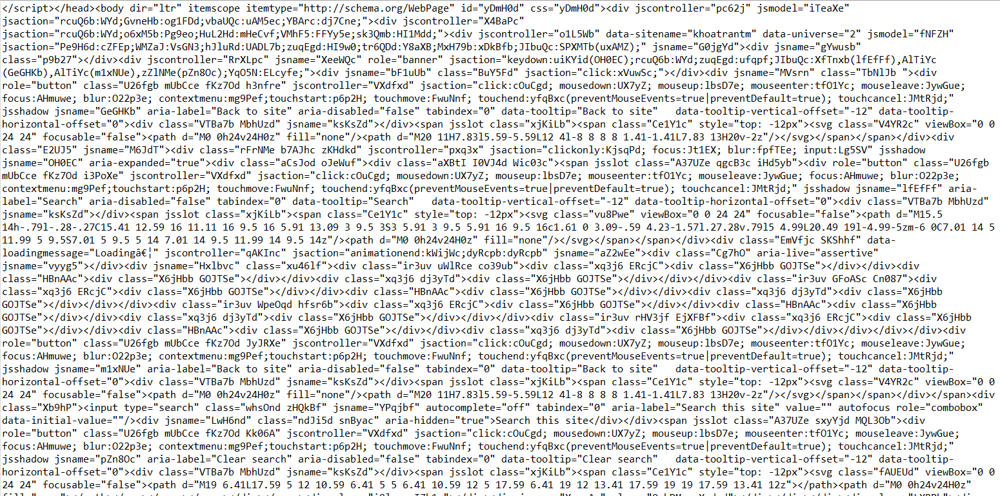 </script></head><body dir="ltr" itemscope itemtype="http://schema.org/WebPage" id="yDmH0d" css="yDmH0d"><div jscontroller="pc62j" jsmodel="iTeaXe"
jsaction="rcuQ6b:WYd;GvneHb:og1FDd;vbaUQc:uAM5ec;YBArc:dj7Cne;"><div jscontroller="X4BaPc"
jsaction="rcuQ6b:WYd;o6xM5b:Pg9eo;HuL2Hd:mHeCvf;VMhF5:FFYy5e;sk3Qmb:HI1Mdd;"><div jscontroller="o1L5Wb" data-sitename="khoatrantm" data-universe="2" jsmodel="fNFZH"
jsaction="Pe9H6d:cZFEp;WMZaJ:VsGN3;hJluRd:UADL7b;zuqEgd:HI9w0;tr6QDd:Y8aXB;MxH79b:xDkBfb;JIbuQc:SPXMTb(uxAMZ);" jsname="G0jgYd"><div jsname="gYwusb"
class="p9b27"></div><div jscontroller="RrXLpc" jsname="XeeWQc" role="banner" jsaction="keydown:uiKYid(OH0EC);rcuQ6b:WYd;zuqEgd:ufqpf;JIbuQc:XfTnxb(lfEfFf),AlTiYc
(GeGHKb),AlTiYc(m1xNUe),zZlNMe(pZn8Oc);YqO5N:ELcyfe;"><div jsname="bF1uUb" class="BuY5Fd" jsaction="click:xVuwSc;"></div><div jsname="MVsrn" class="TbNlJb "><div
role="button" class="U26fgb mUbCce fKz7Od h3nfre" jscontroller="VXdfxd" jsaction="click:cOuCgd; mousedown:UX7yZ; mouseup:lbsD7e; mouseenter:tfO1Yc; mouseleave:JywGue;
focus:AHmuwe; blur:O22p3e; contextmenu:mg9Pef;touchstart:p6p2H; touchmove:FwuNnf; touchend:yfqBxc(preventMouseEvents=true|preventDefault=true); touchcancel:JMtRjd;"
jsshadow jsname="GeGHKb" aria-label="Back to site" aria-disabled="false" tabindex="0" data-tooltip="Back to site"   data-tooltip-vertical-offset="-12" data-tooltip-
horizontal-offset="0"><div class="VTBa7b MbhUzd" jsname="ksKsZd"></div><span jsslot class="xjKiLb"><span class="Ce1Y1c" style="top: -12px"><svg class="V4YR2c" viewBox="0 0
24 24" focusable="false"><path d="M0 0h24v24H0z" fill="none"/><path d="M20 11H7.83l5.59-5.59L12 4l-8 8 8 8 1.41-1.41L7.83 13H20v-2z"/></svg></span></span></div><div
class="E2UJ5" jsname="M6JdT"><div class="rFrNMe b7AJhc zKHdkd" jscontroller="pxq3x" jsaction="clickonly:KjsqPd; focus:Jt1EX; blur:fpfTEe; input:Lg5SV" jsshadow
jsname="OH0EC" aria-expanded="true"><div class="aCsJod oJeWuf"><div class="aXBtI I0VJ4d Wic03c"><span jsslot class="A37UZe qgcB3c iHd5yb"><div role="button" class="U26fgb
mUbCce fKz7Od i3PoXe" jscontroller="VXdfxd" jsaction="click:cOuCgd; mousedown:UX7yZ; mouseup:lbsD7e; mouseenter:tfO1Yc; mouseleave:JywGue; focus:AHmuwe; blur:O22p3e;
contextmenu:mg9Pef;touchstart:p6p2H; touchmove:FwuNnf; touchend:yfqBxc(preventMouseEvents=true|preventDefault=true); touchcancel:JMtRjd;" jsshadow jsname="lfEfFf" aria-
label="Search" aria-disabled="false" tabindex="0" data-tooltip="Search"   data-tooltip-vertical-offset="-12" data-tooltip-horizontal-offset="0"><div class="VTBa7b MbhUzd"
jsname="ksKsZd"></div><span jsslot class="xjKiLb"><span class="Ce1Y1c" style="top: -12px"><svg class="vu8Pwe" viewBox="0 0 24 24" focusable="false"><path d="M15.5
14h-.79l-.28-.27C15.41 12.59 16 11.11 16 9.5 16 5.91 13.09 3 9.5 3S3 5.91 3 9.5 5.91 16 9.5 16c1.61 0 3.09-.59 4.23-1.57l.27.28v.79l5 4.99L20.49 19l-4.99-5zm-6 0C7.01 14 5
11.99 5 9.5S7.01 5 9.5 5 14 7.01 14 9.5 11.99 14 9.5 14z"/><path d="M0 0h24v24H0z" fill="none"/></svg></span></span></div><div class="EmVfjc SKShhf" data-
loadingmessage="Loadingâ€¦" jscontroller="qAKInc" jsaction="animationend:kWijWc;dyRcpb:dyRcpb" jsname="aZ2wEe"><div class="Cg7hO" aria-live="assertive"
jsname="vyyg5"></div><div jsname="Hxlbvc" class="xu46lf"><div class="ir3uv uWlRce co39ub"><div class="xq3j6 ERcjC"><div class="X6jHbb GOJTSe"></div></div><div
class="HBnAAc"><div class="X6jHbb GOJTSe"></div></div><div class="xq3j6 dj3yTd"><div class="X6jHbb GOJTSe"></div></div></div><div class="ir3uv GFoASc Cn087"><div
class="xq3j6 ERcjC"><div class="X6jHbb GOJTSe"></div></div><div class="HBnAAc"><div class="X6jHbb GOJTSe"></div></div><div class="xq3j6 dj3yTd"><div class="X6jHbb
GOJTSe"></div></div></div><div class="ir3uv WpeOqd hfsr6b"><div class="xq3j6 ERcjC"><div class="X6jHbb GOJTSe"></div></div><div class="HBnAAc"><div class="X6jHbb
GOJTSe"></div></div><div class="xq3j6 dj3yTd"><div class="X6jHbb GOJTSe"></div></div></div><div class="ir3uv rHV3jf EjXFBf"><div class="xq3j6 ERcjC"><div class="X6jHbb
GOJTSe"></div></div><div class="HBnAAc"><div class="X6jHbb GOJTSe"></div></div><div class="xq3j6 dj3yTd"><div class="X6jHbb GOJTSe"></div></div></div></div></div><div
role="button" class="U26fgb mUbCce fKz7Od JyJRXe" jscontroller="VXdfxd" jsaction="click:cOuCgd; mousedown:UX7yZ; mouseup:lbsD7e; mouseenter:tfO1Yc; mouseleave:JywGue;
focus:AHmuwe; blur:O22p3e; contextmenu:mg9Pef;touchstart:p6p2H; touchmove:FwuNnf; touchend:yfqBxc(preventMouseEvents=true|preventDefault=true); touchcancel:JMtRjd;"
jsshadow jsname="m1xNUe" aria-label="Back to site" aria-disabled="false" tabindex="0" data-tooltip="Back to site"   data-tooltip-vertical-offset="-12" data-tooltip-
horizontal-offset="0"><div class="VTBa7b MbhUzd" jsname="ksKsZd"></div><span jsslot class="xjKiLb"><span class="Ce1Y1c" style="top: -12px"><svg class="V4YR2c" viewBox="0 0
24 24" focusable="false"><path d="M0 0h24v24H0z" fill="none"/><path d="M20 11H7.83l5.59-5.59L12 4l-8 8 8 8 1.41-1.41L7.83 13H20v-2z"/></svg></span></span></div></span><div
class="Xb9hP"><input type="search" class="whsOnd zHQkBf" jsname="YPqjbf" autocomplete="off" tabindex="0" aria-label="Search this site" value="" autofocus role="combobox"
data-initial-value=""/><div jsname="LwH6nd" class="ndJi5d snByac" aria-hidden="true">Search this site</div></div><span jsslot class="A37UZe sxyYjd MQL3Ob"><div
role="button" class="U26fgb mUbCce fKz7Od Kk06A" jscontroller="VXdfxd" jsaction="click:cOuCgd; mousedown:UX7yZ; mouseup:lbsD7e; mouseenter:tfO1Yc; mouseleave:JywGue;
focus:AHmuwe; blur:O22p3e; contextmenu:mg9Pef;touchstart:p6p2H; touchmove:FwuNnf; touchend:yfqBxc(preventMouseEvents=true|preventDefault=true); touchcancel:JMtRjd;"
jsshadow jsname="pZn8Oc" aria-label="Clear search" aria-disabled="false" tabindex="0" data-tooltip="Clear search"   data-tooltip-vertical-offset="-12" data-tooltip-
horizontal-offset="0"><div class="VTBa7b MbhUzd" jsname="ksKsZd"></div><span jsslot class="xjKiLb"><span class="Ce1Y1c" style="top: -12px"><svg class="fAUEUd" viewBox="0 0
24 24" focusable="false"><path d="M19 6.41L17.59 5 12 10.59 6.41 5 5 6.41 10.59 12 5 17.59 6.41 19 12 13.41 17.59 19 19 17.59 13.41 12z"></path><path d="M0 0h24v24H0z"